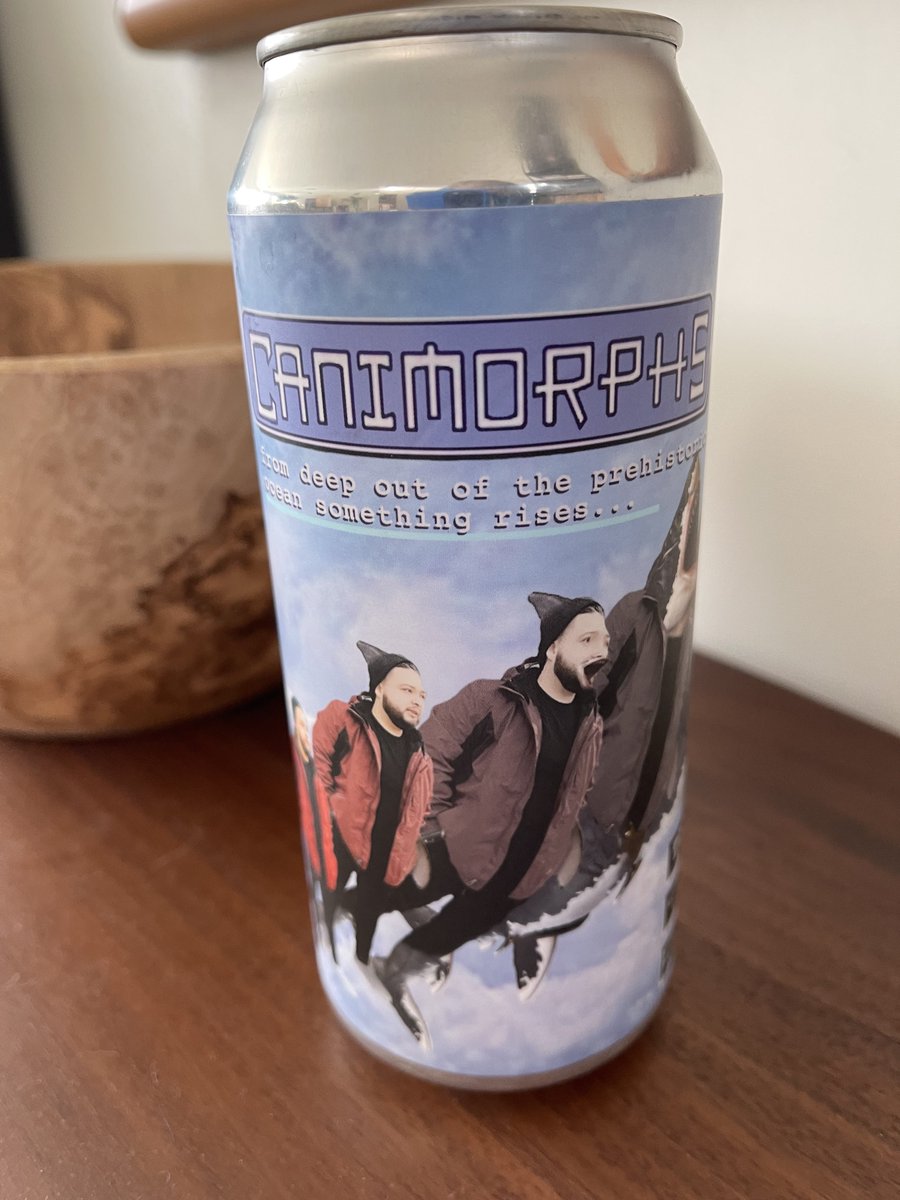 CANIMORPHS
from deep out of the prehistoric
ocean something rises...